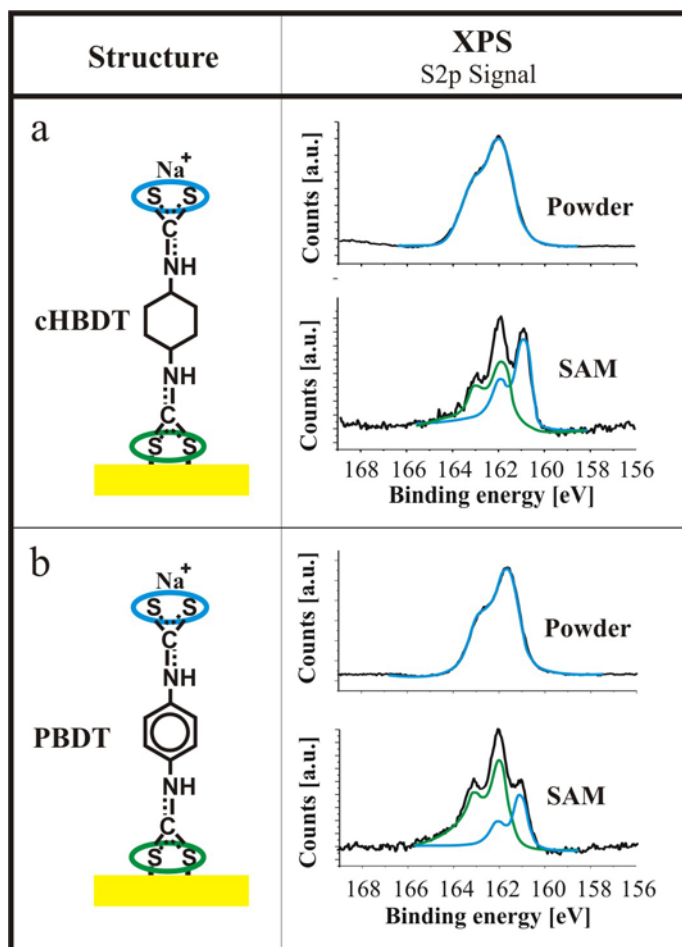 Structure
XPS
S2p Signal
a
Na+
S S
C
NH
cHBDT
NH
C
S S
Counts [a.u.]
Powder
Counts [a.u.]
SAM
168 166 164 162 160 158 156
Binding energy [eV]
b
Na+
S S
C
NH
PBDT
NH
C
S S
Counts [a.u.]
Powder
Counts [a.u.]
SAM
168 166 164 162 160 158 156
Binding energy [eV]